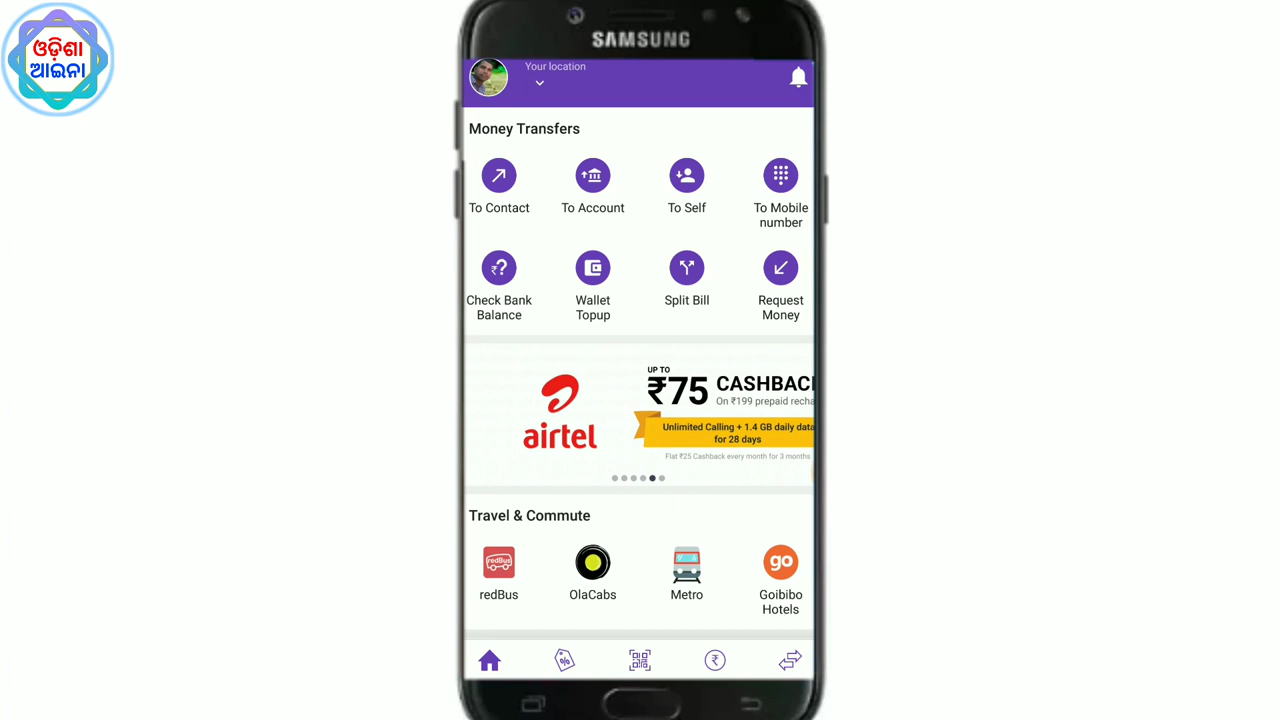 ଓଡ଼ିଶା
ଆଇନା
SAMSUNG
Your location
Money Transfers
To Contact
To Account
To Self
To Mobile
number
₹?
Check Bank
Balance
Wallet
Topup
Split Bill
Request
Money
airtel
UP TO
₹75 CASHBACK
On ₹199 prepaid recha
Unlimited Calling + 1.4 GB daily data
for 28 days
Flat ₹25 Cashback every month for 3 months
Travel & Commute
redBus
go
redBus
OlaCabs
Metro
Goibibo
Hotels
%
₹